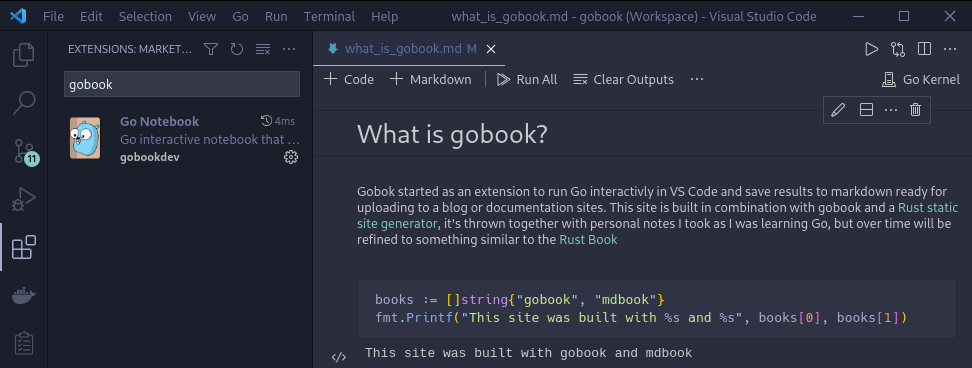 File Edit Selection View Go Run Terminal Help what_is_gobook.md - gobook (Workspace) - Visual Studio Code
EXTENSIONS: MARKET...
gobook
Go Notebook 4ms
Go interactive notebook that ...
gobookdev
11
what_is_gobook.md M
Code Markdown Run All Clear Outputs ... Go Kernel
What is gobook?
Gobok started as an extension to run Go interactivly in VS Code and save results to markdown ready for
uploading to a blog or documentation sites. This site is built in combination with gobook and a Rust static
site generator, it's thrown together with personal notes I took as I was learning Go, but over time will be
refined to something similar to the Rust Book
books := []string{"gobook", "mdbook"}
fmt.Printf("This site was built with %s and %s", books[0], books[1])
This site was built with gobook and mdbook